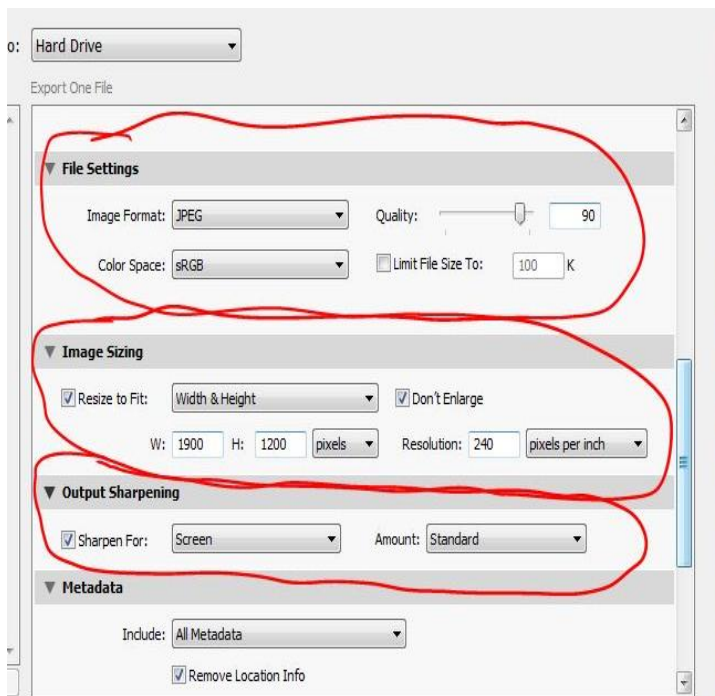 o: Hard Drive
Export One File
File Settings
Image Format: JPEG Quality: 90
Color Space: sRGB Limit File Size To: 100 K
Image Sizing
Resize to Fit: Width & Height Don't Enlarge
W: 1900 H: 1200 pixels Resolution: 240 pixels per inch
Output Sharpening
Sharpen For: Screen Amount: Standard
Metadata
Include: All Metadata
Remove Location Info